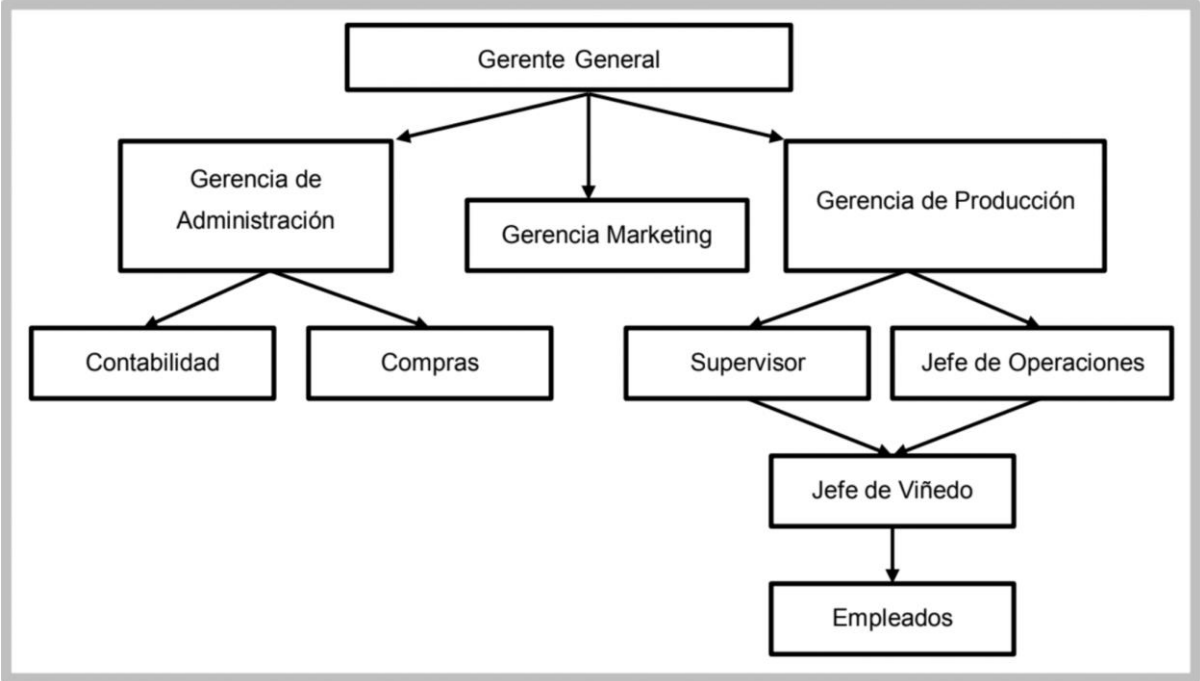 Gerente General
Gerencia de
Administración
Gerencia Marketing
Gerencia de Producción
Contabilidad
Compras
Supervisor
Jefe de Operaciones
Jefe de Viñedo
Empleados